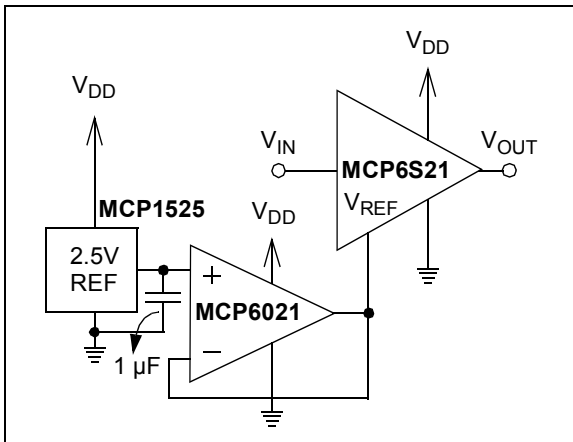 V_DD
V_DD
V_IN
V_OUT
MCP6S21
MCP1525
V_REF
V_DD
2.5V
REF
+
MCP6021
–
1 µF